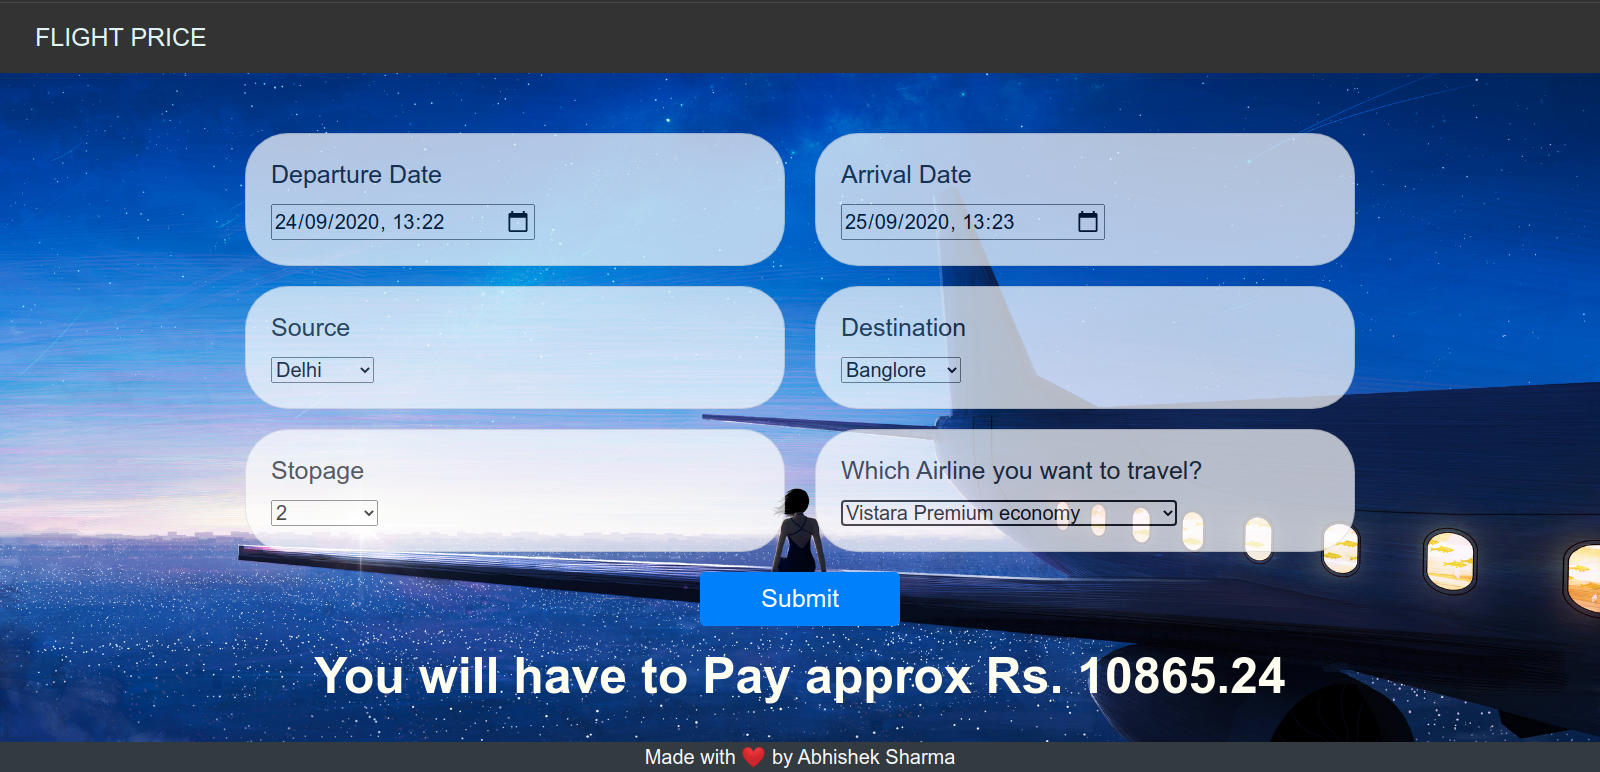 FLIGHT PRICE
Departure Date
24/09/2020, 13:22
Arrival Date
25/09/2020, 13:23
Source
Delhi
Destination
Banglore
Stopage
2
Which Airline you want to travel?
Vistara Premium economy
Submit
You will have to Pay approx Rs. 10865.24
Made with ❤️ by Abhishek Sharma